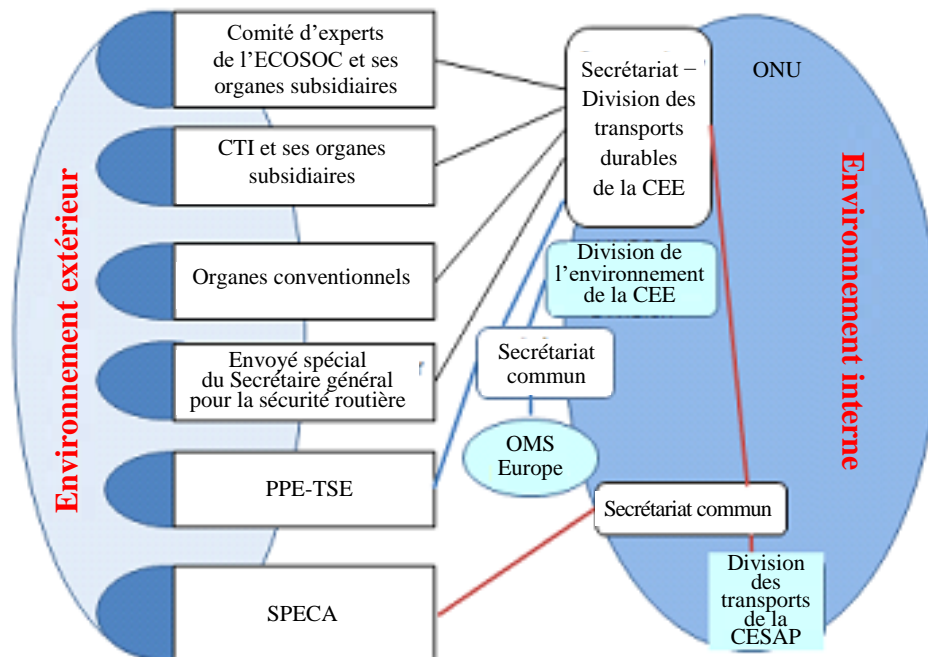 Environnement extérieur
Comité d'experts
de l'ECOSOC et ses
organes subsidiaires
CTI et ses organes
subsidiaires
Organes conventionnels
Envoyé spécial
du Secrétaire général
pour la sécurité routière
PPE-TSE
SPECA
Secrétariat –
Division des
transports
durables
de la CEE
Division de
l'environnement
de la CEE
Secrétariat
commun
OMS
Europe
Secrétariat commun
Division
des
transports
de la
CESAP
ONU
Environnement interne